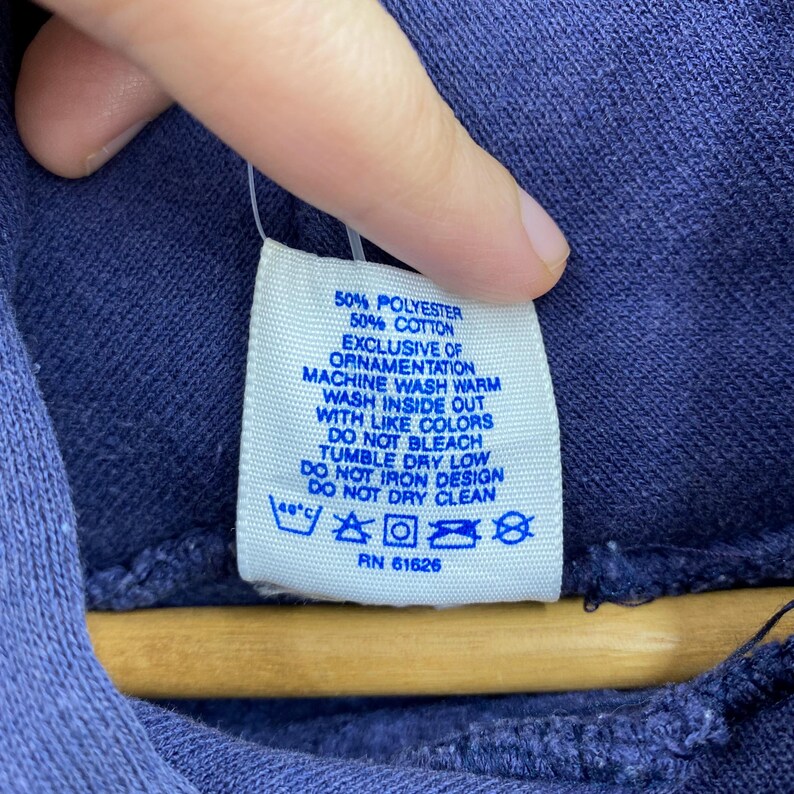 50% POLYESTER
50% COTTON
EXCLUSIVE OF
ORNAMENTATION
MACHINE WASH WARM
WASH INSIDE OUT
WITH LIKE COLORS
DO NOT BLEACH
TUMBLE DRY LOW
DO NOT IRON DESIGN
DO NOT DRY CLEAN
40°C
RN 61626